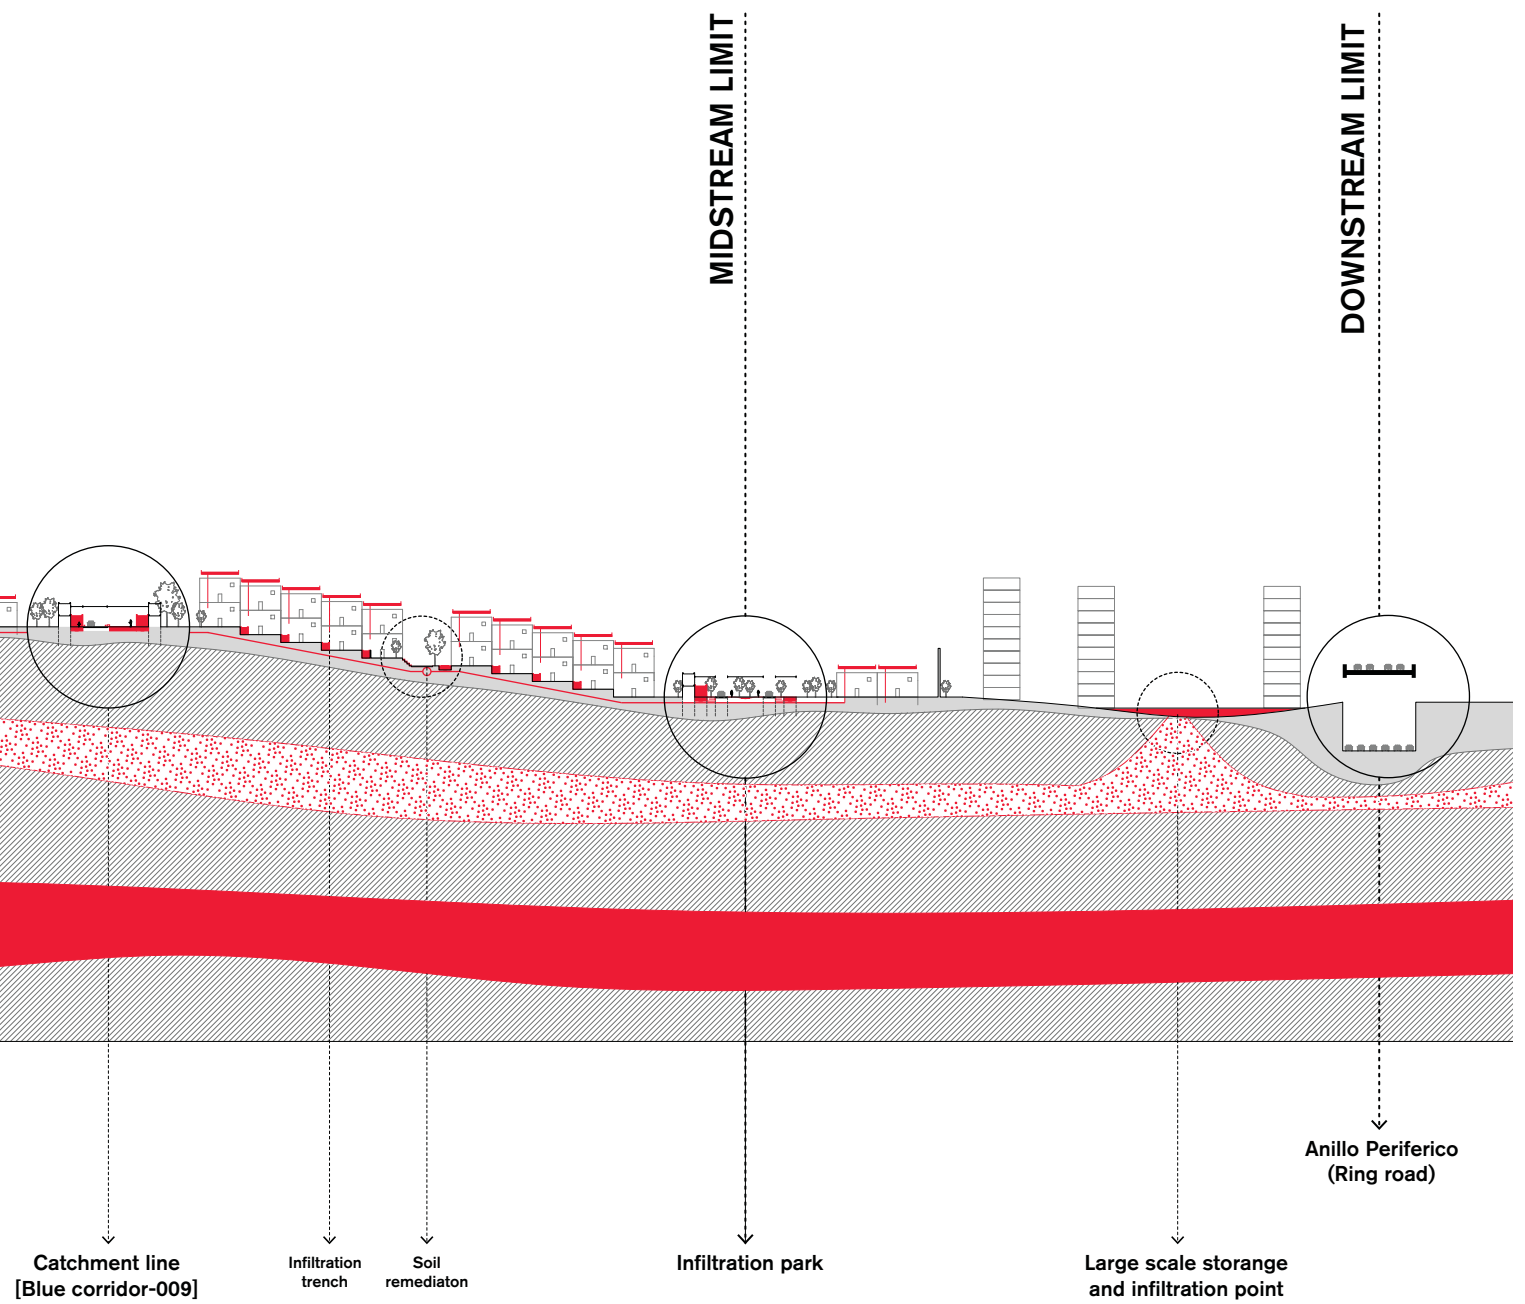 MIDSTREAM LIMIT
DOWNSTREAM LIMIT
Anillo Periferico
(Ring road)
Catchment line
[Blue corridor-009]
Infiltration
trench
Soil
remediaton
Infiltration park
Large scale storange
and infiltration point